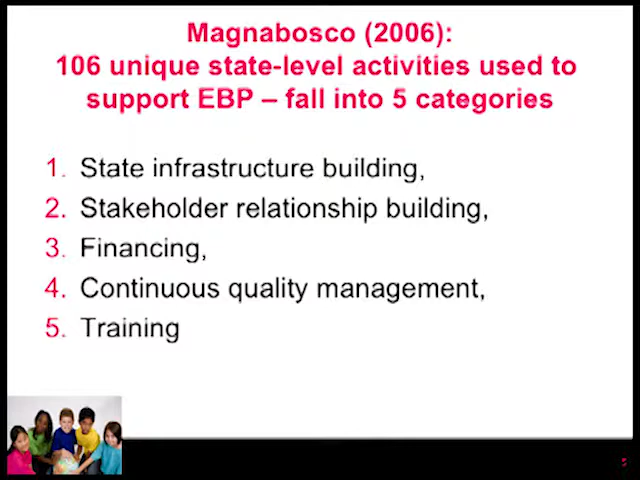 Magnabosco (2006):
106 unique state-level activities used to
support EBP – fall into 5 categories
1. State infrastructure building,
2. Stakeholder relationship building,
3. Financing,
4. Continuous quality management,
5. Training